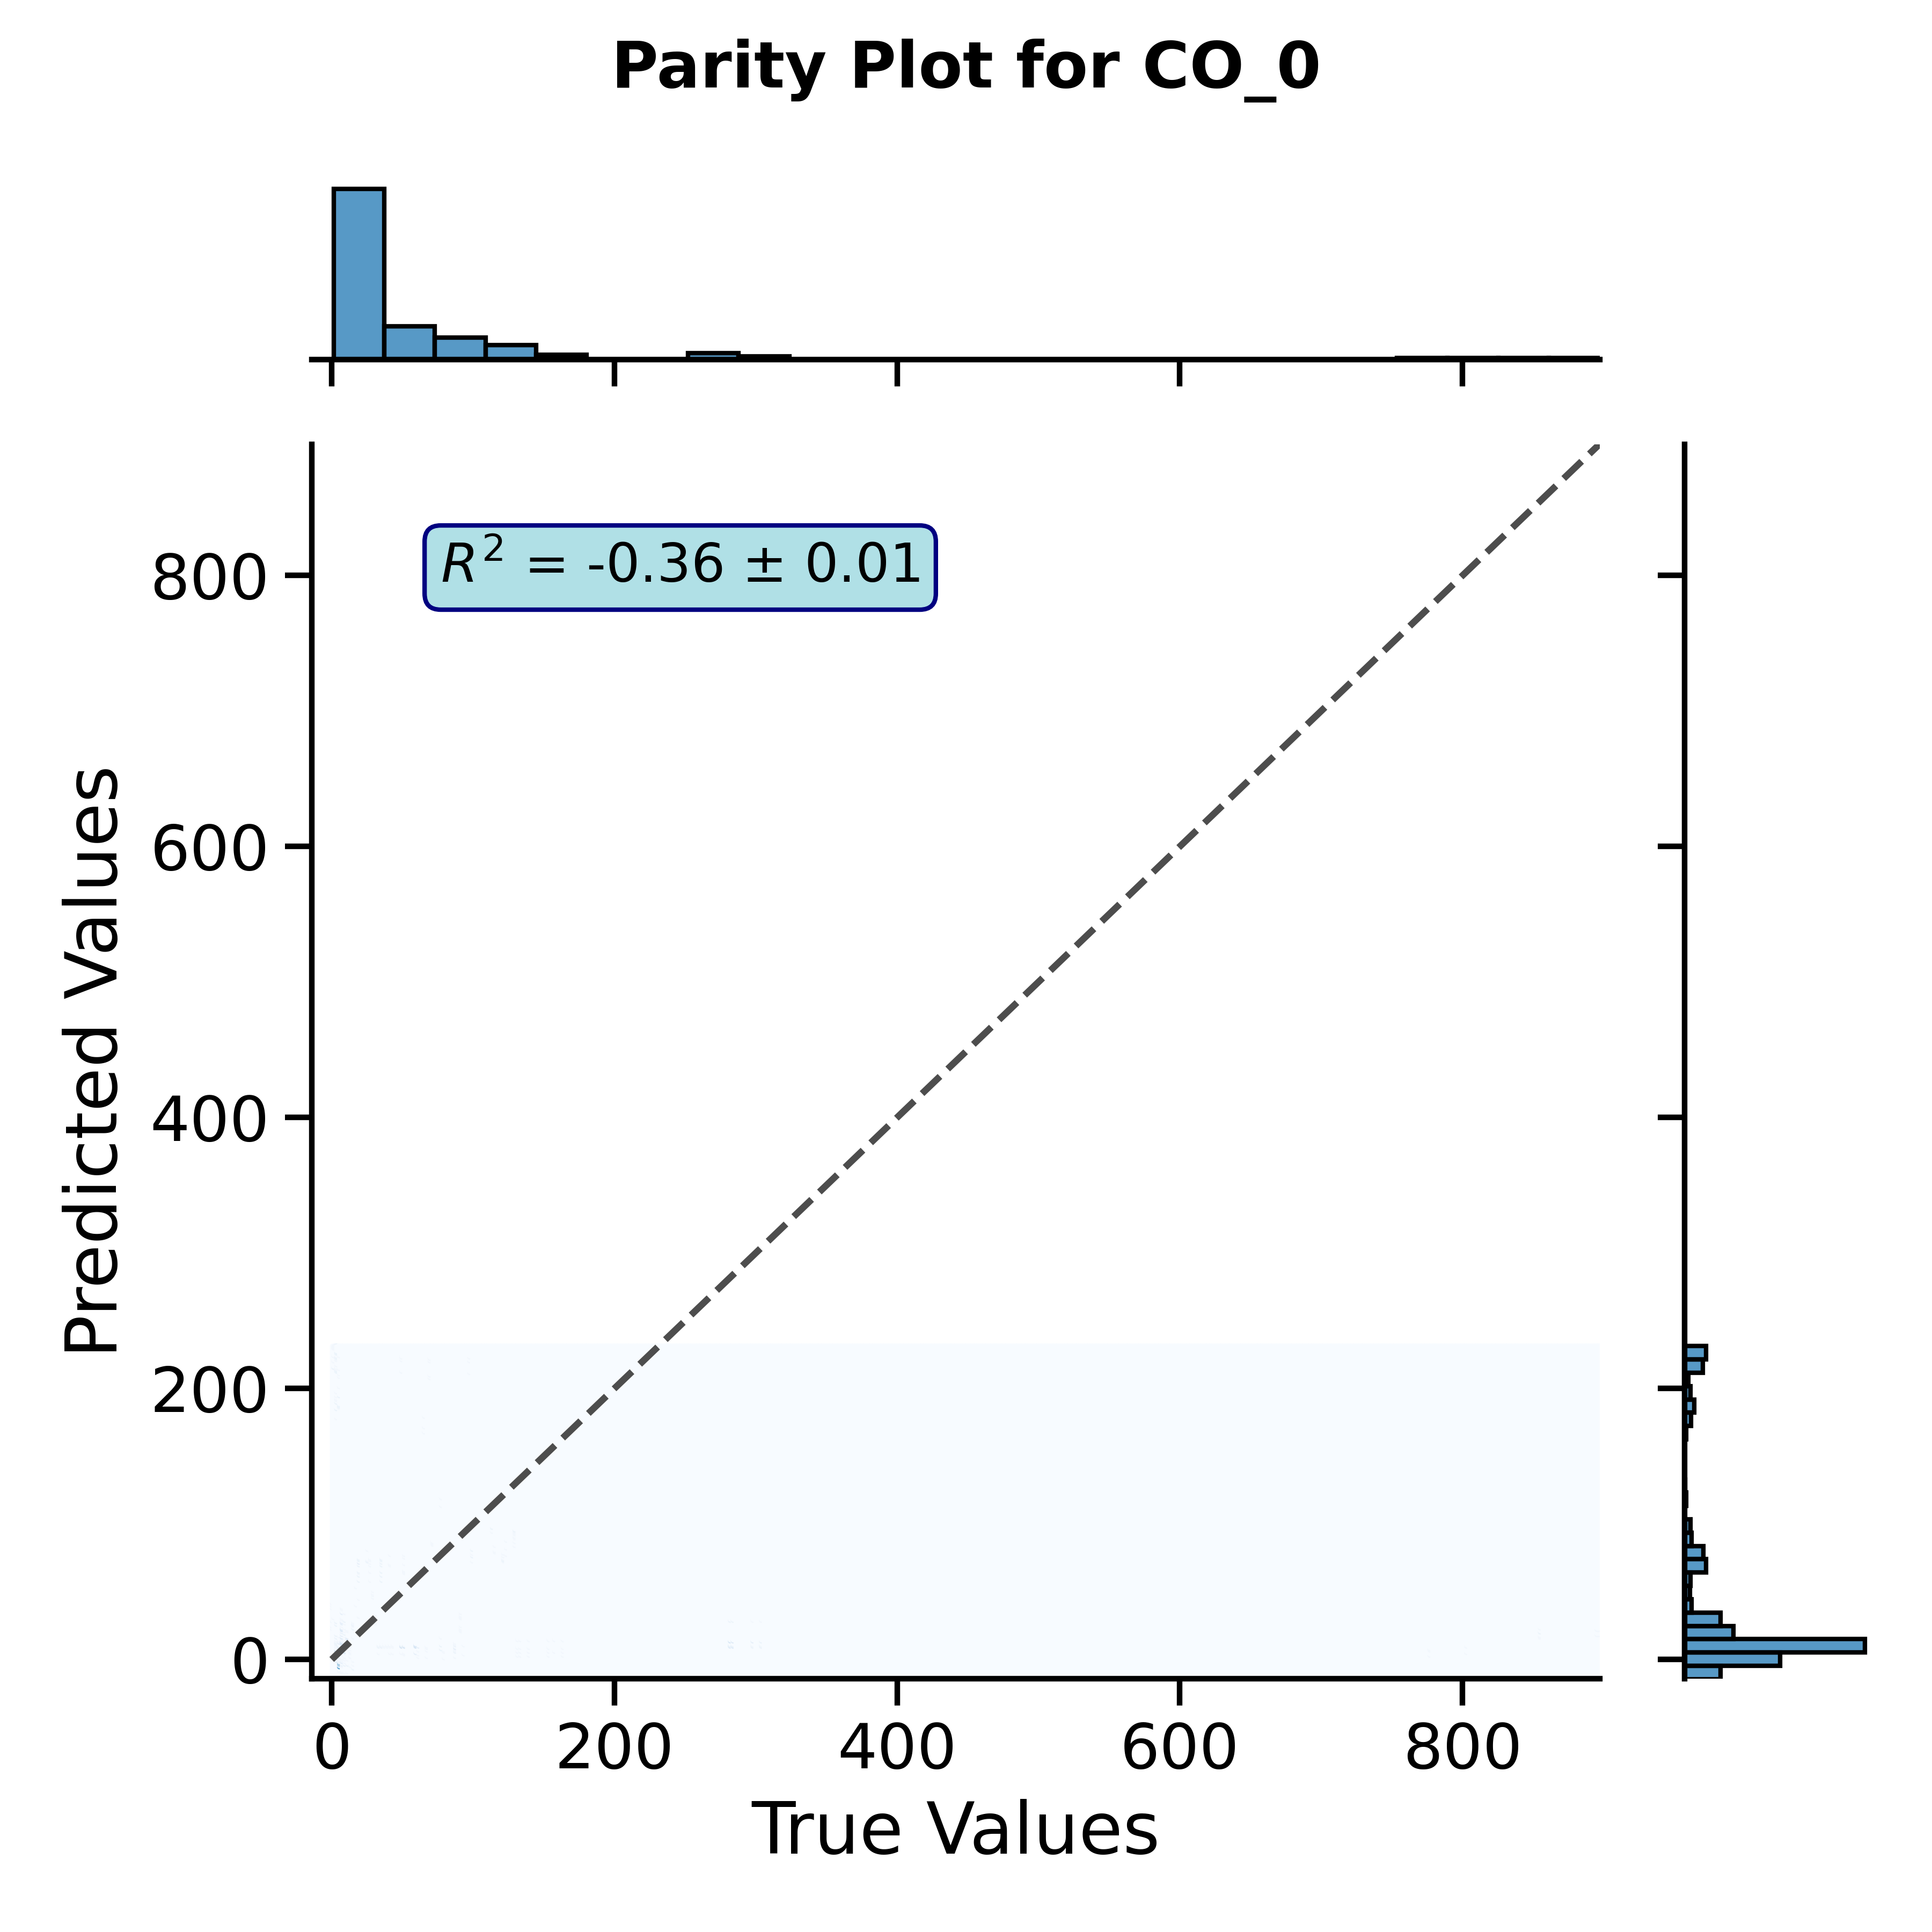 Parity Plot for CO_0
R² = -0.36 ± 0.01
800
600
400
200
0
Predicted Values
0 200 400 600 800
True Values